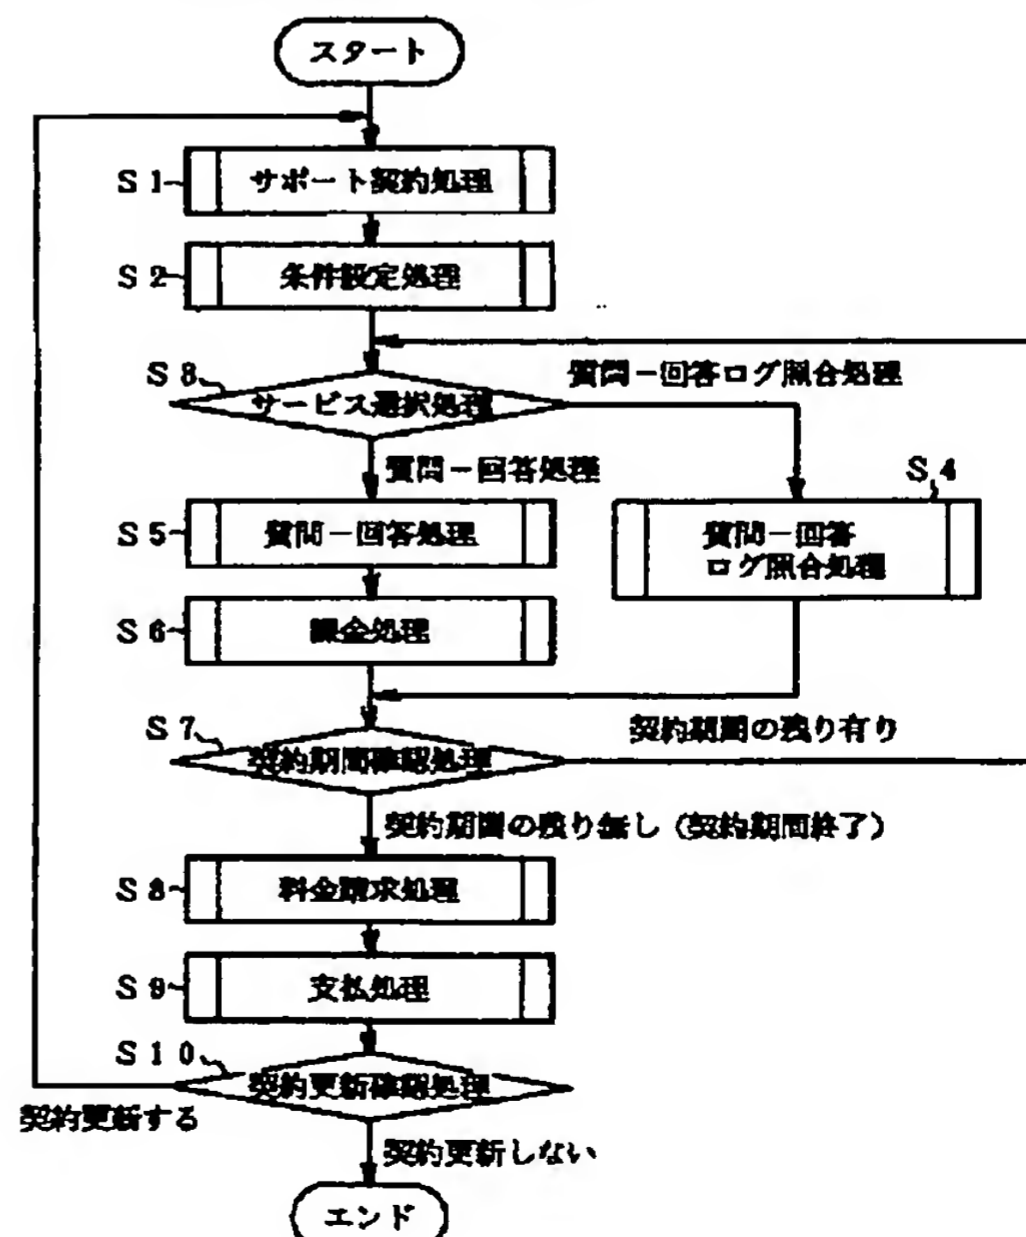 スタート
S1
サポート契約処理
S2
条件設定処理
質問－回答ログ照合処理
S8
サービス選択処理
質問－回答処理
S4
S5
質問－回答処理
質問－回答
ログ照合処理
S6
課金処理
S7
契約期間の残り有り
契約期間確認処理
契約期間の残り無し（契約期間終了）
S8
料金請求処理
S9
支払処理
S10
契約更新確認処理
契約更新する
契約更新しない
エンド